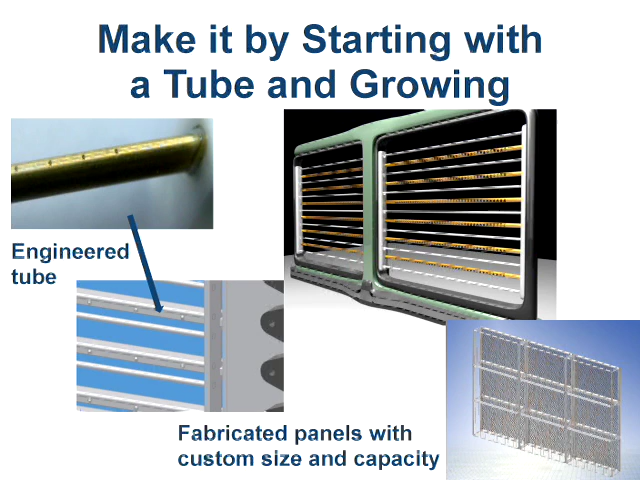 Make it by Starting with
a Tube and Growing
Engineered
tube
Fabricated panels with
custom size and capacity